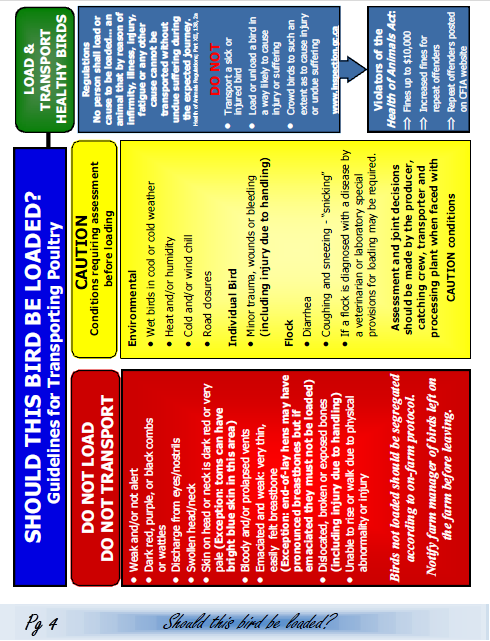 SHOULD THIS BIRD BE LOADED?
Guidelines for Transporting Poultry
DO NOT LOAD
DO NOT TRANSPORT
• Weak and/or not alert
• Dark red, purple, or black combs
or wattles
• Discharge from eyes/nostrils
• Swollen head/neck
• Skin on head or neck is dark red or very
pale (Exception: toms can have
bright blue skin in this area)
• Bloody and/or prolapsed vents
• Emaciated and weak: very thin,
easily felt breastbone
(Exception: end-of-lay hens may have
pronounced breastbones but if
emaciated they must not be loaded)
• Dislocated, broken or exposed bones
(including injury due to handling)
• Unable to rise or walk due to physical
abnormality or injury
Birds not loaded should be segregated
according to on-farm protocol.
Notify farm manager of birds left on
the farm before leaving.
CAUTION
Conditions requiring assessment
before loading
Environmental
• Wet birds in cool or cold weather
• Heat and/or humidity
• Cold and/or wind chill
• Road closures
Individual Bird
• Minor trauma, wounds or bleeding
(including injury due to handling)
Flock
• Diarrhea
• Coughing and sneezing - "snicking"
• If a flock is diagnosed with a disease by
a veterinarian or laboratory special
provisions for loading may be required.
Assessment and joint decisions
should be made by the producer,
catching crew, transporter and
processing plant when faced with
CAUTION conditions
LOAD &
TRANSPORT
HEALTHY BIRDS
Regulations
No person shall load or
cause to be loaded... an
animal that by reason of
infirmity, illness, injury,
fatigue or any other
cause cannot be
transported without
undue suffering during
the expected journey.
Health of Animals Regulations; Part XII,
DO NOT
• Transport a sick or
injured bird
• Load or unload a bird in
a way likely to cause
injury or suffering
• Crowd birds to such an
extent as to cause injury
or undue suffering
www.inspection.gc.ca
Violators of the
Health of Animals Act:
⇒ Fines up to $10,000
⇒ Increased fines for
repeat offenders
⇒ Repeat offenders posted
on CFIA website
Pg 4
Should this bird be loaded?